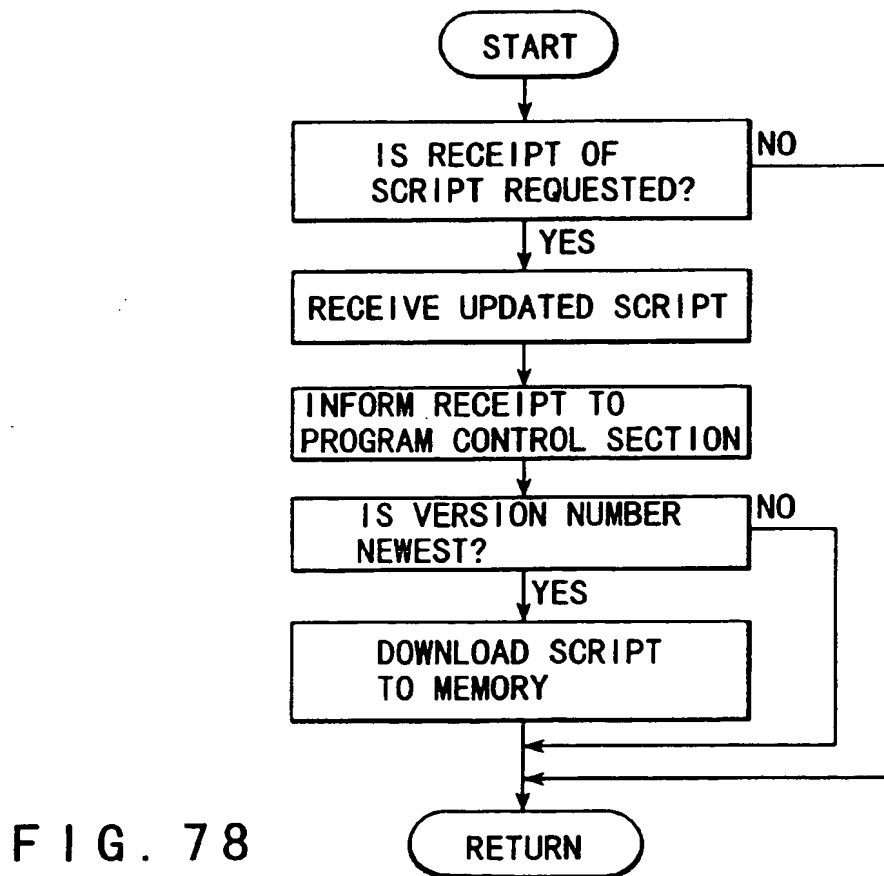 START
IS RECEIPT OF
SCRIPT REQUESTED?
NO
YES
RECEIVE UPDATED SCRIPT
INFORM RECEIPT TO
PROGRAM CONTROL SECTION
IS VERSION NUMBER
NEWEST?
NO
YES
DOWNLOAD SCRIPT
TO MEMORY
RETURN
FIG. 78